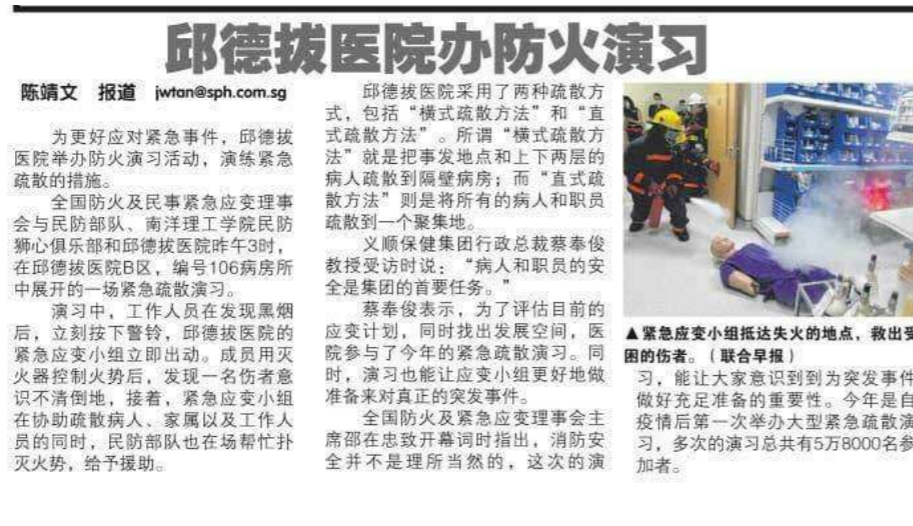 邱德拔医院办防火演习
陈靖文 报道 jwtan@sph.com.sg
为更好应对紧急事件，邱德拔
医院举办防火演习活动，演练紧急
疏散的措施。
全国防火及民事紧急应变理事
会与民防部队、南洋理工学院民防
狮心俱乐部和邱德拔医院昨午3时，
在邱德拔医院B区，编号106病房所
中展开的一场紧急疏散演习。
演习中，工作人员在发现黑烟
后，立刻按下警铃，邱德拔医院的
紧急应变小组立即出动。成员用灭
火器控制火势后，发现一名伤者意
识不清倒地，接着，紧急应变小组
在协助疏散病人、家属以及工作人
员的同时，民防部队也在场帮忙扑
灭火势，给予援助。
邱德拔医院采用了两种疏散方
式，包括“横式疏散方法”和“直
式疏散方法”。所谓“横式疏散方
法”就是把事发地点和上下两层的
病人疏散到隔壁病房；而“直式疏
散方法”则是将所有的病人和职员
疏散到一个聚集地。
义顺保健集团行政总裁蔡奉俊
教授受访时说：“病人和职员的安
全是集团的首要任务。”
蔡奉俊表示，为了评估目前的
应变计划，同时找出发展空间，医
院参与了今年的紧急疏散演习。同
时，演习也能让应变小组更好地做
准备来对真正的突发事件。
全国防火及紧急应变理事会主
席邵在忠致开幕词时指出，消防安
全并不是理所当然的，这次的演
▲紧急应变小组抵达失火的地点，救出受
困的伤者。（联合早报）
习，能让大家意识到到为突发事件
做好充足准备的重要性。今年是自
疫情后第一次举办大型紧急疏散演
习，多次的演习总共有5万8000名参
加者。